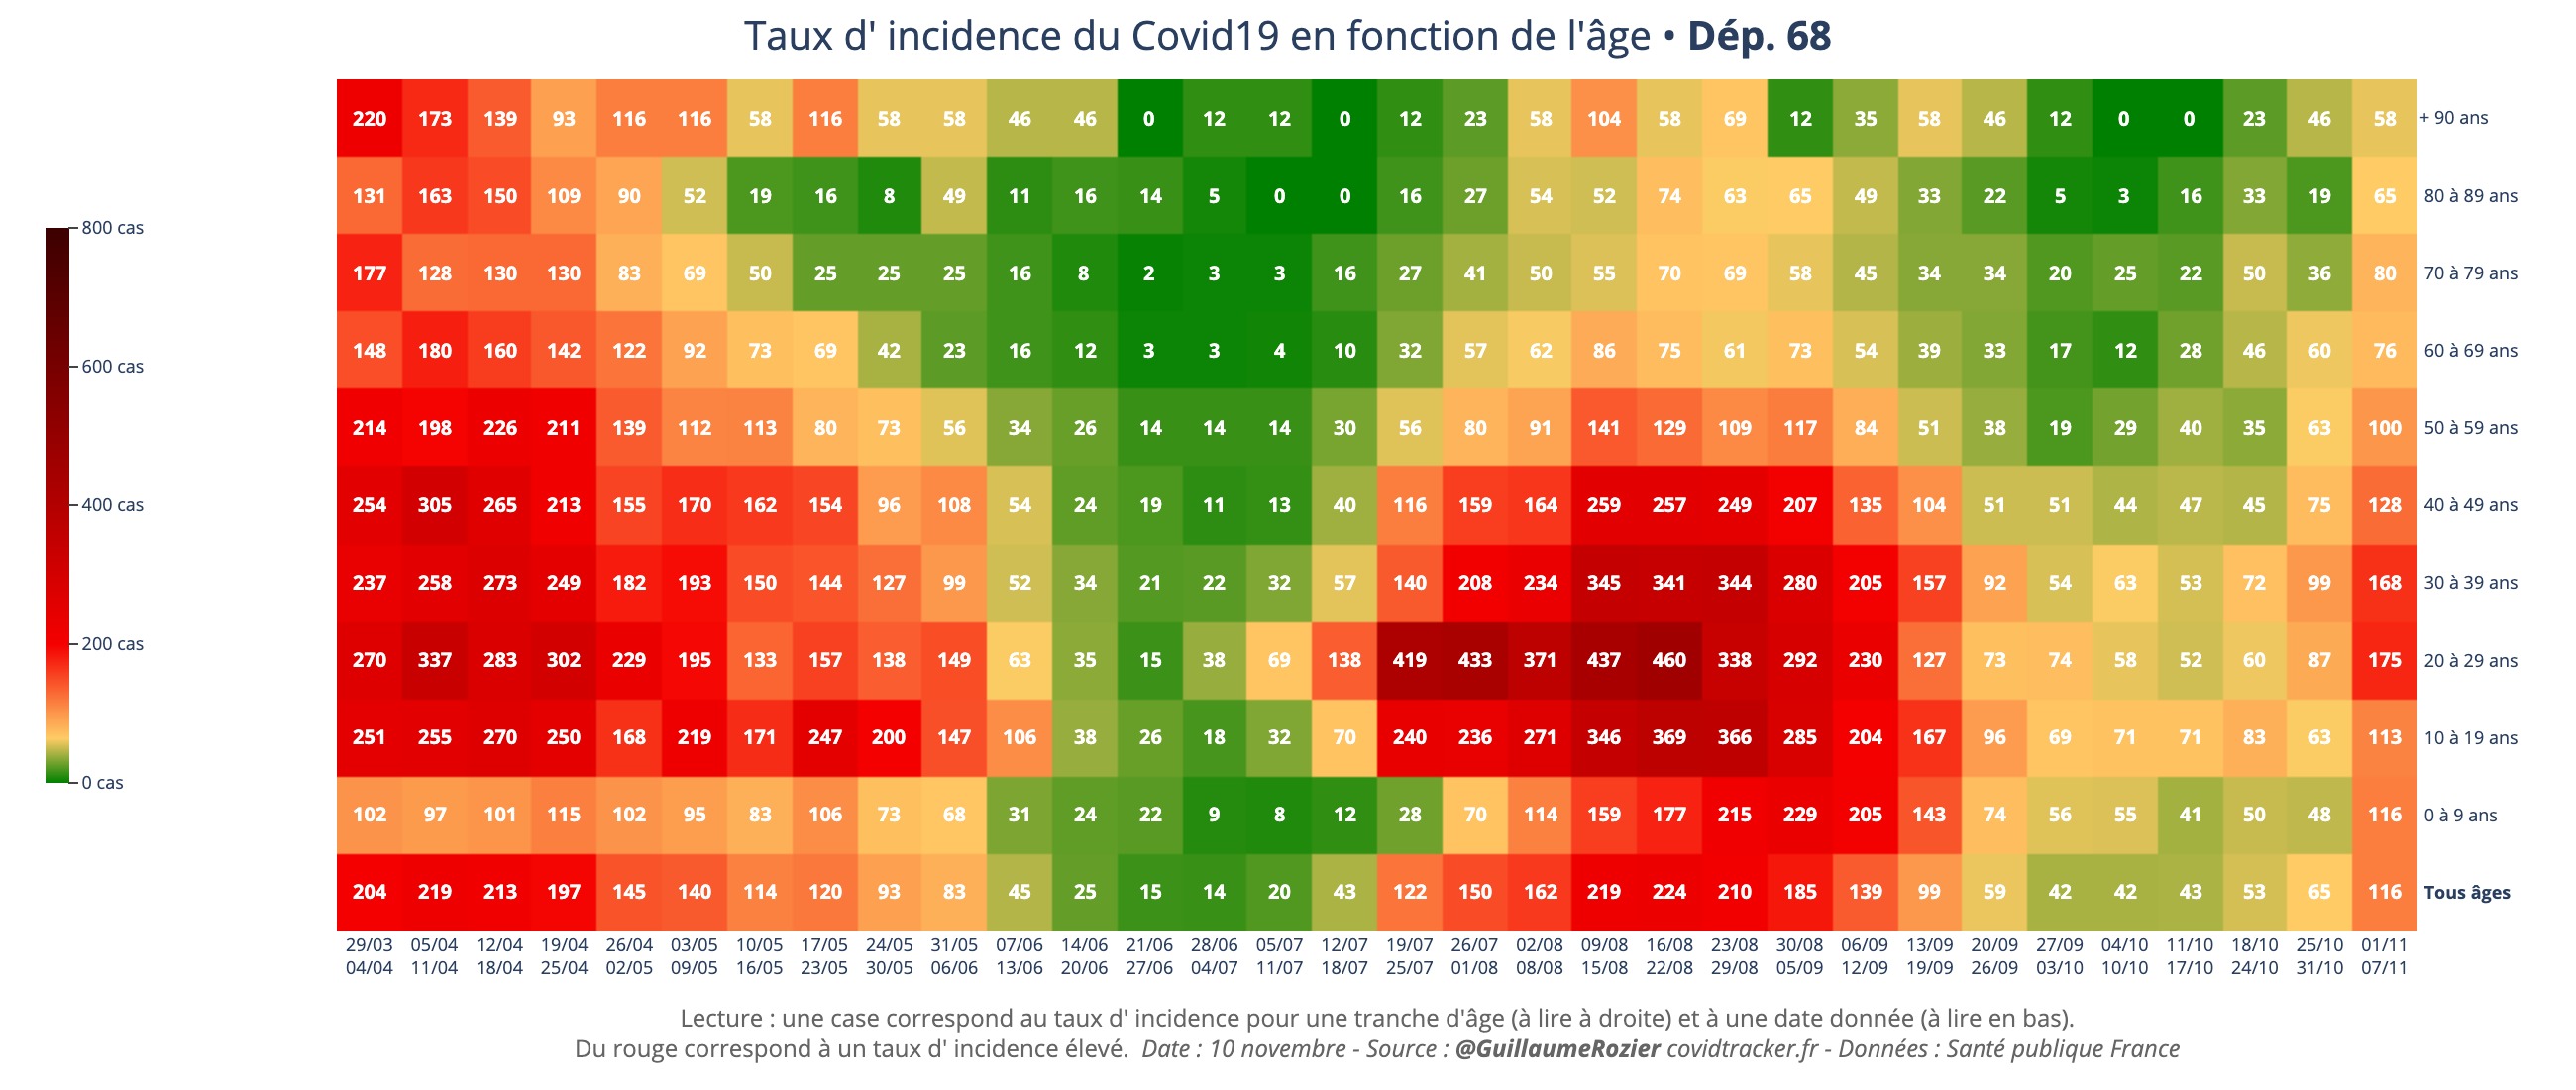 Taux d' incidence du Covid19 en fonction de l'âge • Dép. 68
800 cas
600 cas
400 cas
200 cas
0 cas
220 173 139 93 116 116 58 116 58 58 46 46 0 12 12 0 12 23 58 104 58 69 12 35 58 46 12 0 0 23 46 58 + 90 ans
131 163 150 109 90 52 19 16 8 49 11 16 14 5 0 0 16 27 54 52 74 63 65 49 33 22 5 3 16 33 19 65 80 à 89 ans
177 128 130 130 83 69 50 25 25 25 16 8 2 3 3 16 27 41 50 55 70 69 58 45 34 34 20 25 22 50 36 80 70 à 79 ans
148 180 160 142 122 92 73 69 42 23 16 12 3 3 4 10 32 57 62 86 75 61 73 54 39 33 17 12 28 46 60 76 60 à 69 ans
214 198 226 211 139 112 113 80 73 56 34 26 14 14 14 30 56 80 91 141 129 109 117 84 51 38 19 29 40 35 63 100 50 à 59 ans
254 305 265 213 155 170 162 154 96 108 54 24 19 11 13 40 116 159 164 259 257 249 207 135 104 51 51 44 47 45 75 128 40 à 49 ans
237 258 273 249 182 193 150 144 127 99 52 34 21 22 32 57 140 208 234 345 341 344 280 205 157 92 54 63 53 72 99 168 30 à 39 ans
270 337 283 302 229 195 133 157 138 149 63 35 15 38 69 138 419 433 371 437 460 338 292 230 127 73 74 58 52 60 87 175 20 à 29 ans
251 255 270 250 168 219 171 247 200 147 106 38 26 18 32 70 240 236 271 346 369 366 285 204 167 96 69 71 71 83 63 113 10 à 19 ans
102 97 101 115 102 95 83 106 73 68 31 24 22 9 8 12 28 70 114 159 177 215 229 205 143 74 56 55 41 50 48 116 0 à 9 ans
204 219 213 197 145 140 114 120 93 83 45 25 15 14 20 43 122 150 162 219 224 210 185 139 99 59 42 42 43 53 65 116 Tous âges
29/03 05/04 12/04 19/04 26/04 03/05 10/05 17/05 24/05 31/05 07/06 14/06 21/06 28/06 05/07 12/07 19/07 26/07 02/08 09/08 16/08 23/08 30/08 06/09 13/09 20/09 27/09 04/10 11/10 18/10 25/10 01/11
04/04 11/04 18/04 25/04 02/05 09/05 16/05 23/05 30/05 06/06 13/06 20/06 27/06 04/07 11/07 18/07 25/07 01/08 08/08 15/08 22/08 29/08 05/09 12/09 19/09 26/09 03/10 10/10 17/10 24/10 31/10 07/11
Lecture : une case correspond au taux d' incidence pour une tranche d'âge (à lire à droite) et à une date donnée (à lire en bas).
Du rouge correspond à un taux d' incidence élevé. Date : 10 novembre - Source : @GuillaumeRozier covidtracker.fr - Données : Santé publique France